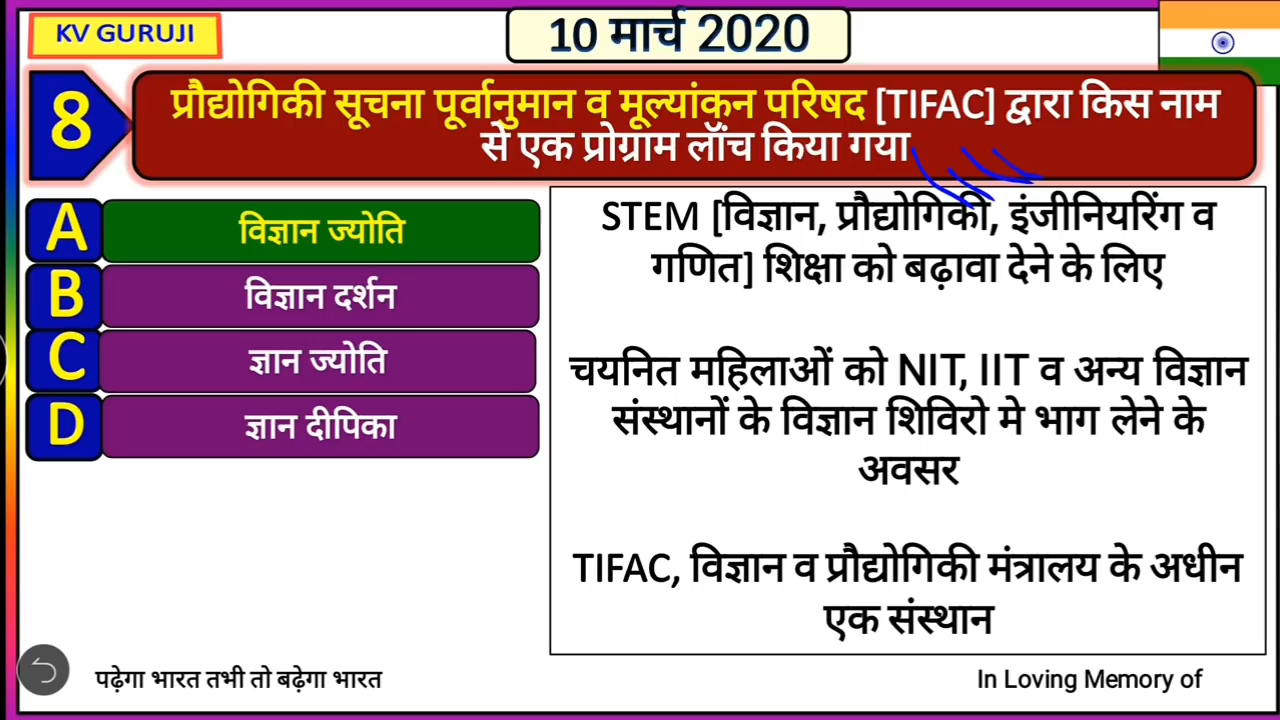 KV GURUJI
10 मार्च 2020
8
प्रौद्योगिकी सूचना पूर्वानुमान व मूल्यांकन परिषद [TIFAC] द्वारा किस नाम
से एक प्रोग्राम लॉंच किया गया
A विज्ञान ज्योति
B विज्ञान दर्शन
C ज्ञान ज्योति
D ज्ञान दीपिका
STEM [विज्ञान, प्रौद्योगिकी, इंजीनियरिंग व
गणित] शिक्षा को बढ़ावा देने के लिए
चयनित महिलाओं को NIT, IIT व अन्य विज्ञान
संस्थानों के विज्ञान शिविरो मे भाग लेने के
अवसर
TIFAC, विज्ञान व प्रौद्योगिकी मंत्रालय के अधीन
एक संस्थान
पढ़ेगा भारत तभी तो बढ़ेगा भारत
In Loving Memory of